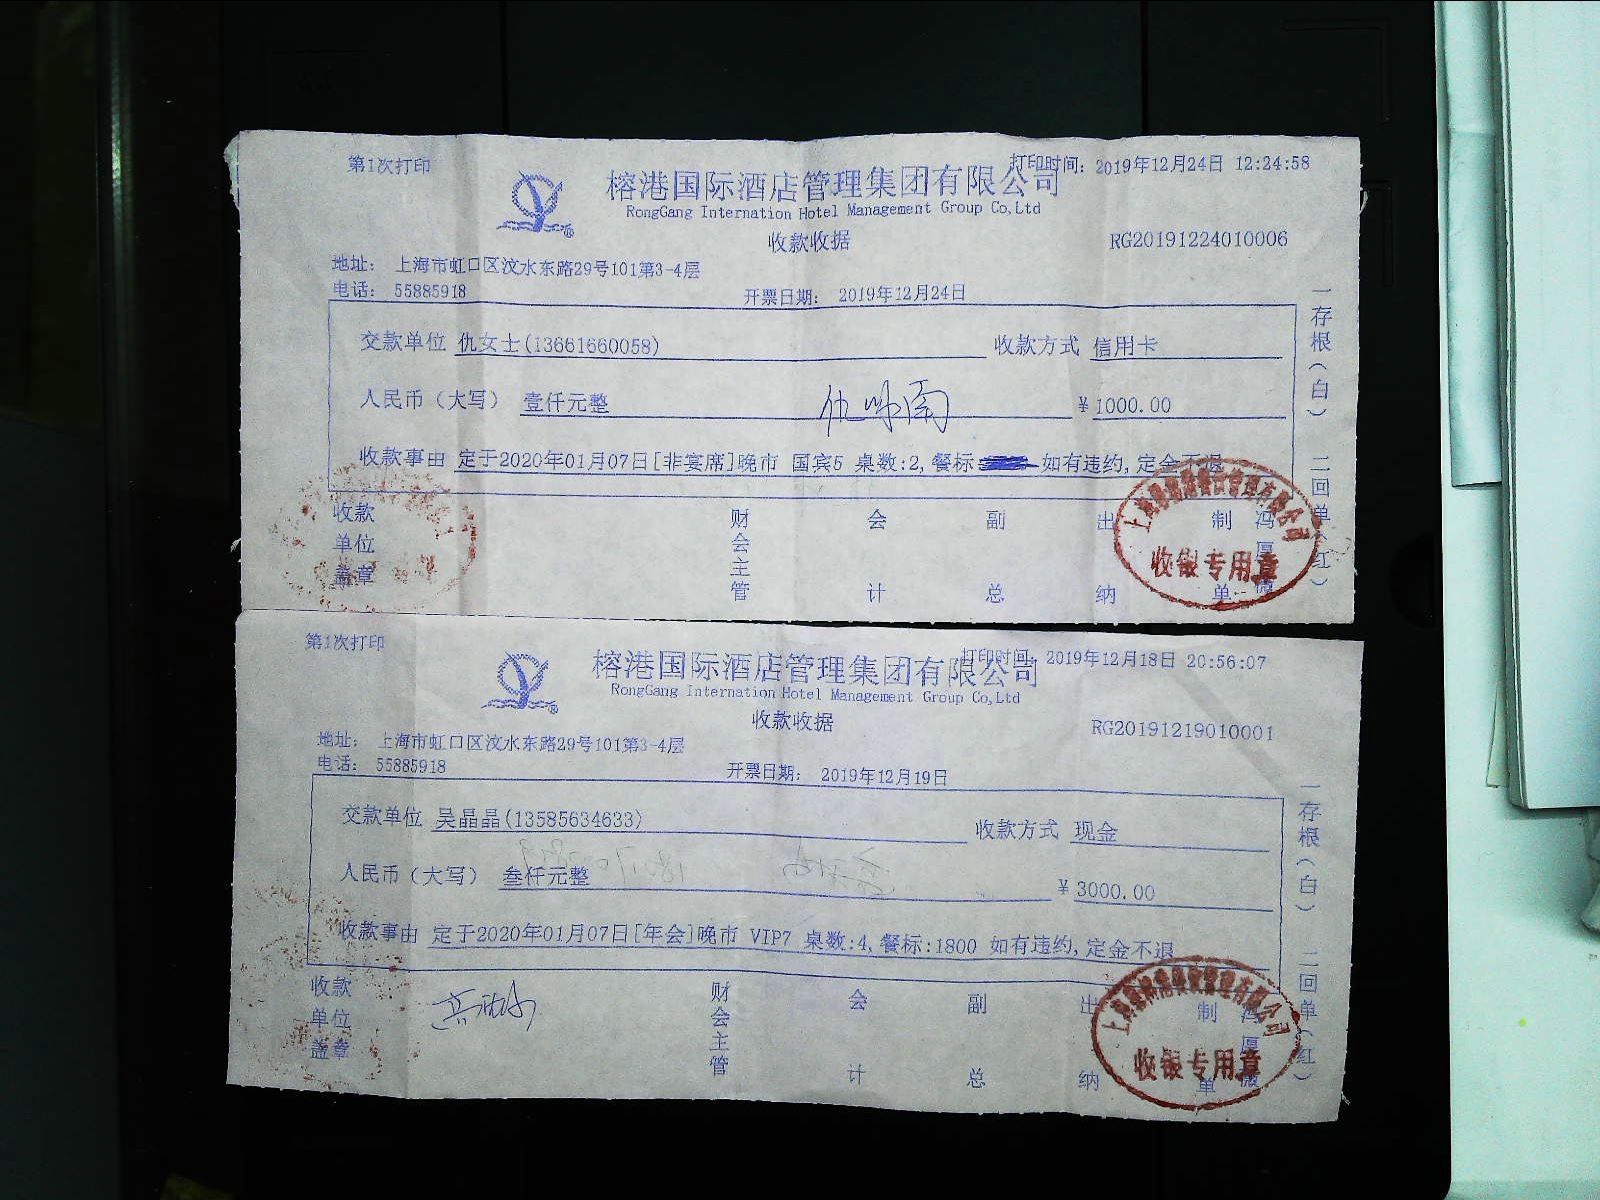 第1次打印
打印时间: 2019年12月24日 12:24:58
榕港国际酒店管理集团有限公司
RongGang Internation Hotel Management Group Co,Ltd
收款收据
RG20191224010006
地址: 上海市虹口区汶水东路29号101第3-4层
电话: 55885918
开票日期: 2019年12月24日
交款单位 仇女士(13661660058) 收款方式 信用卡
人民币(大写) 壹仟元整 ¥ 1000.00
收款事由 定于2020年01月07日[非宴席]晚市 国宾5 桌数:2,餐标 如有违约,定金不退
收款单位盖章 财会主管 会计 副总 出纳 制单 冯厚薇
收银专用章
一存根(白) 二回单(红)
第1次打印
打印时间: 2019年12月18日 20:56:07
榕港国际酒店管理集团有限公司
RongGang Internation Hotel Management Group Co,Ltd
收款收据
RG20191219010001
地址: 上海市虹口区汶水东路29号101第3-4层
电话: 55885918
开票日期: 2019年12月19日
交款单位 吴晶晶(13585634633) 收款方式 现金
人民币(大写) 叁仟元整 ¥ 3000.00
收款事由 定于2020年01月07日[年会]晚市 VIP7 桌数:4,餐标:1800 如有违约,定金不退
收款单位盖章 财会主管 会计 副总 出纳 制单 冯厚薇
收银专用章
一存根(白) 二回单(红)